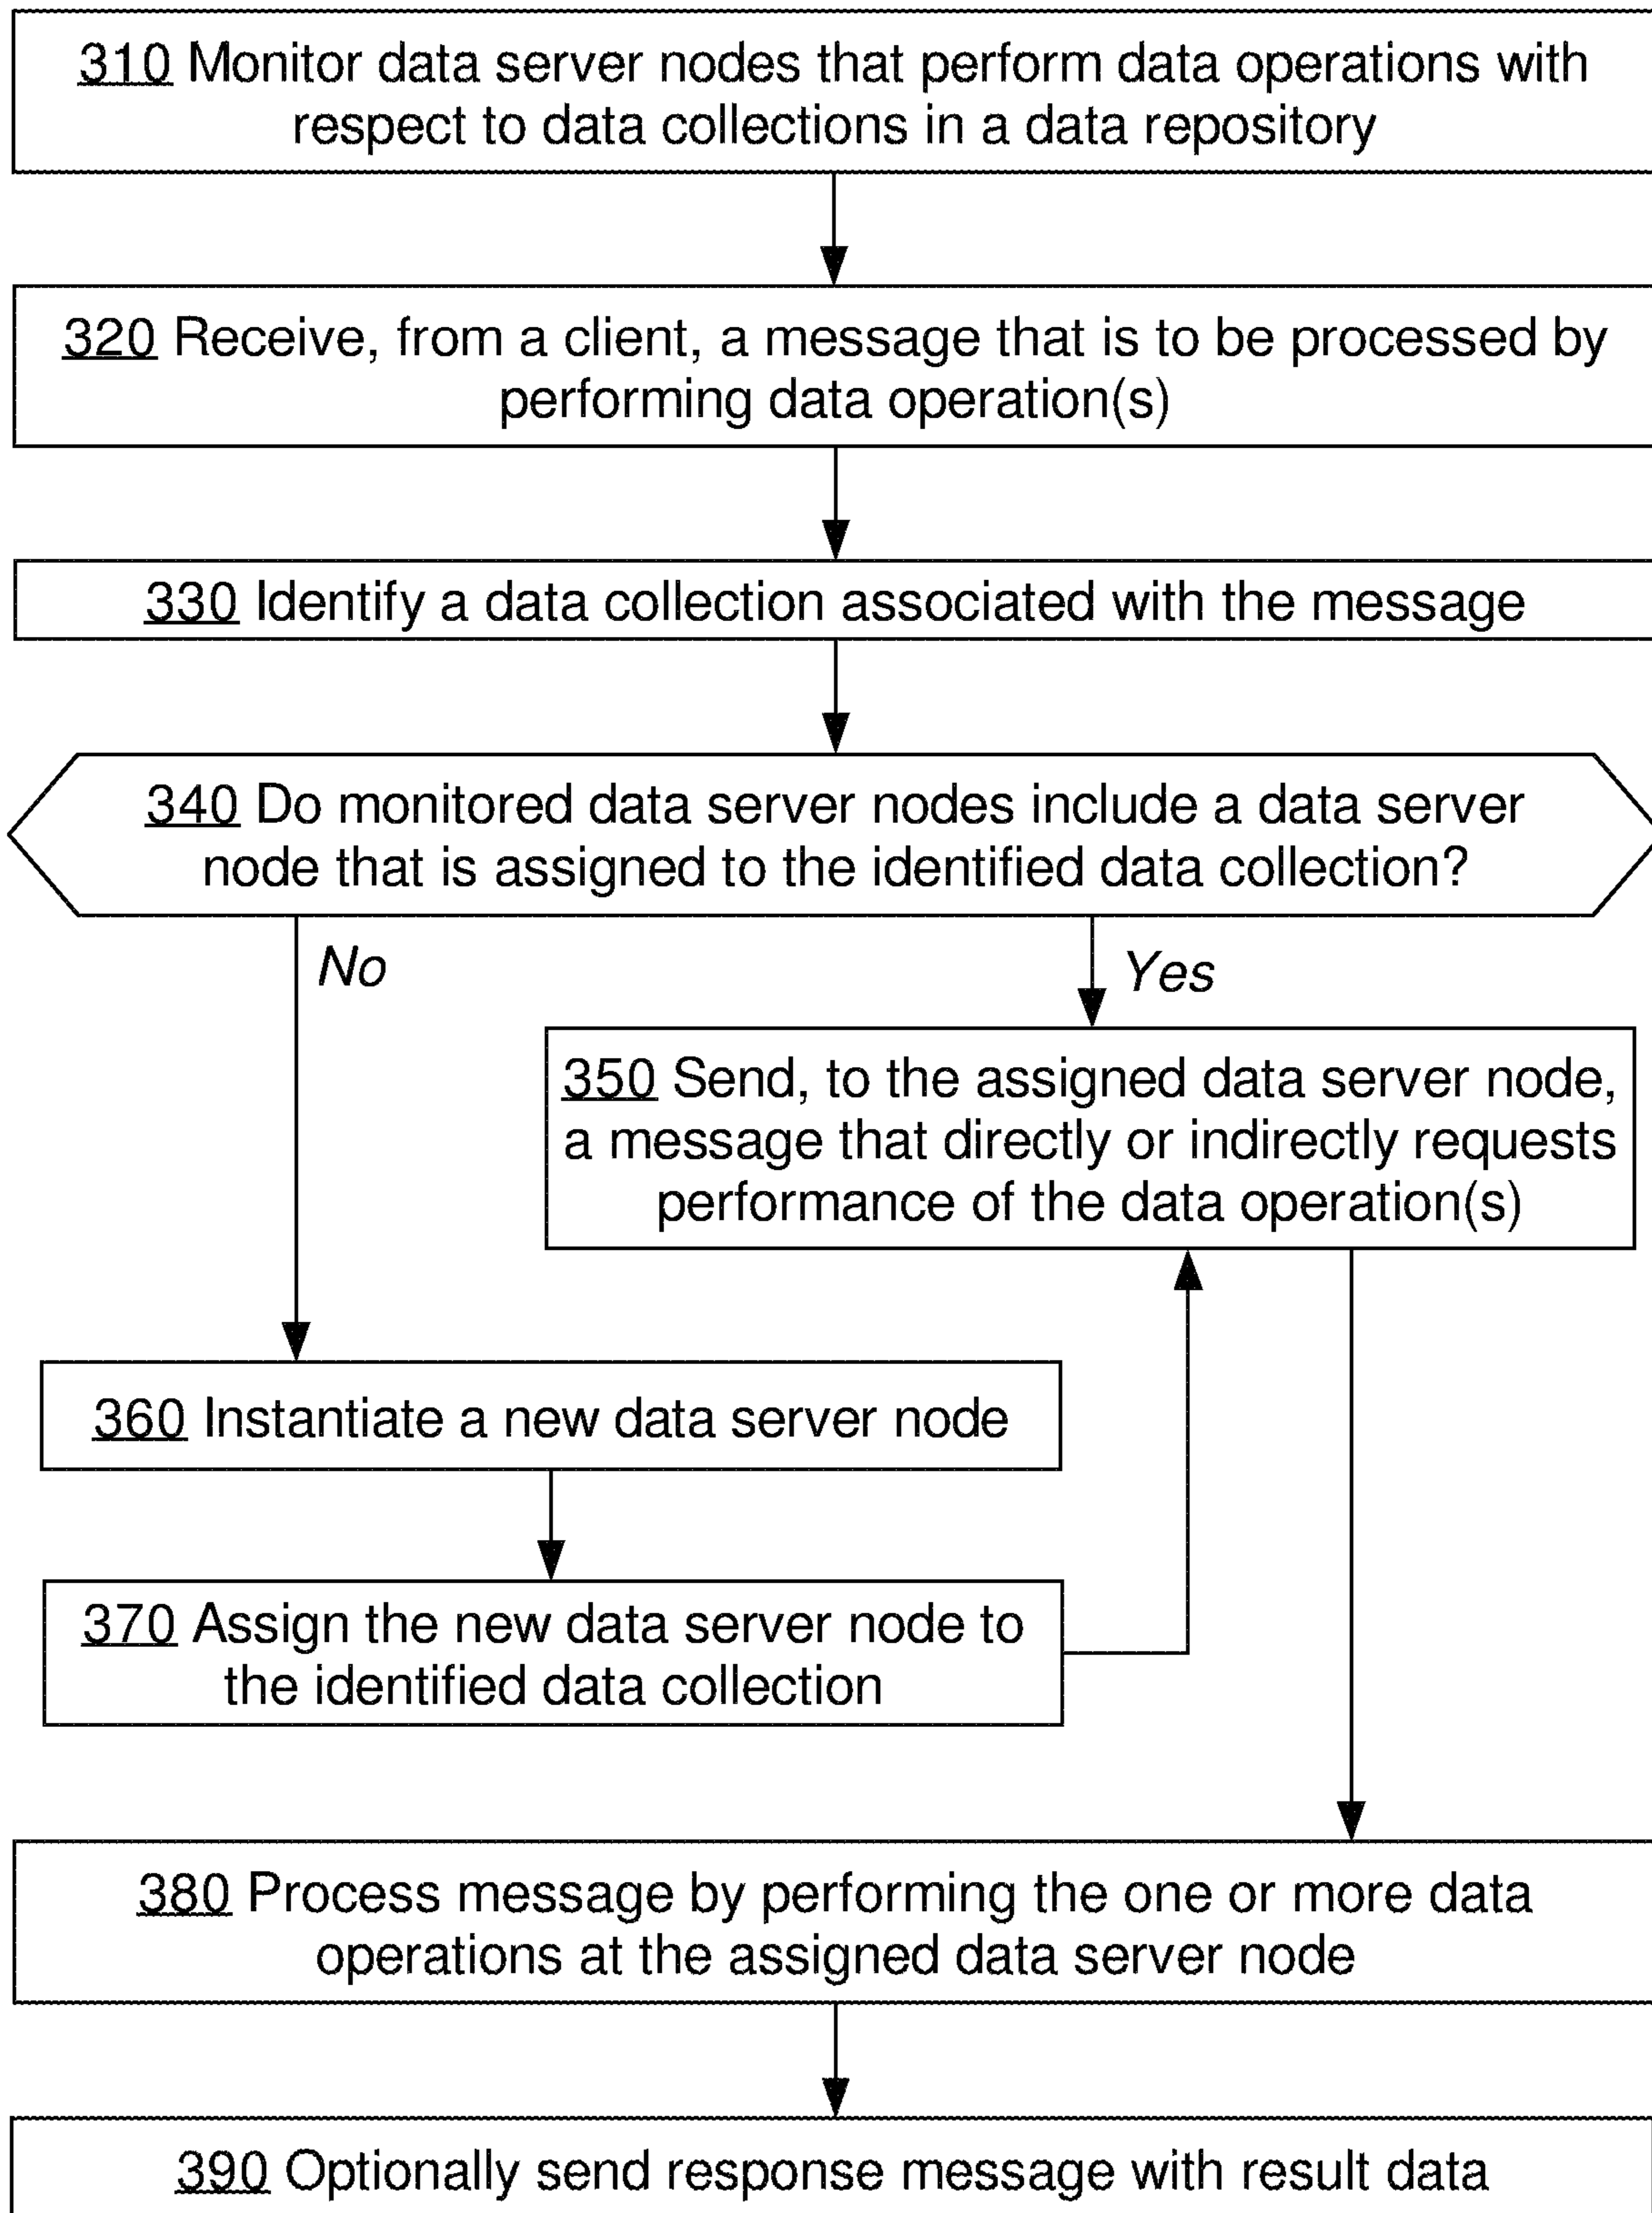 310 Monitor data server nodes that perform data operations with
respect to data collections in a data repository
320 Receive, from a client, a message that is to be processed by
performing data operation(s)
330 Identify a data collection associated with the message
340 Do monitored data server nodes include a data server
node that is assigned to the identified data collection?
No
Yes
350 Send, to the assigned data server node,
a message that directly or indirectly requests
performance of the data operation(s)
360 Instantiate a new data server node
370 Assign the new data server node to
the identified data collection
380 Process message by performing the one or more data
operations at the assigned data server node
390 Optionally send response message with result data